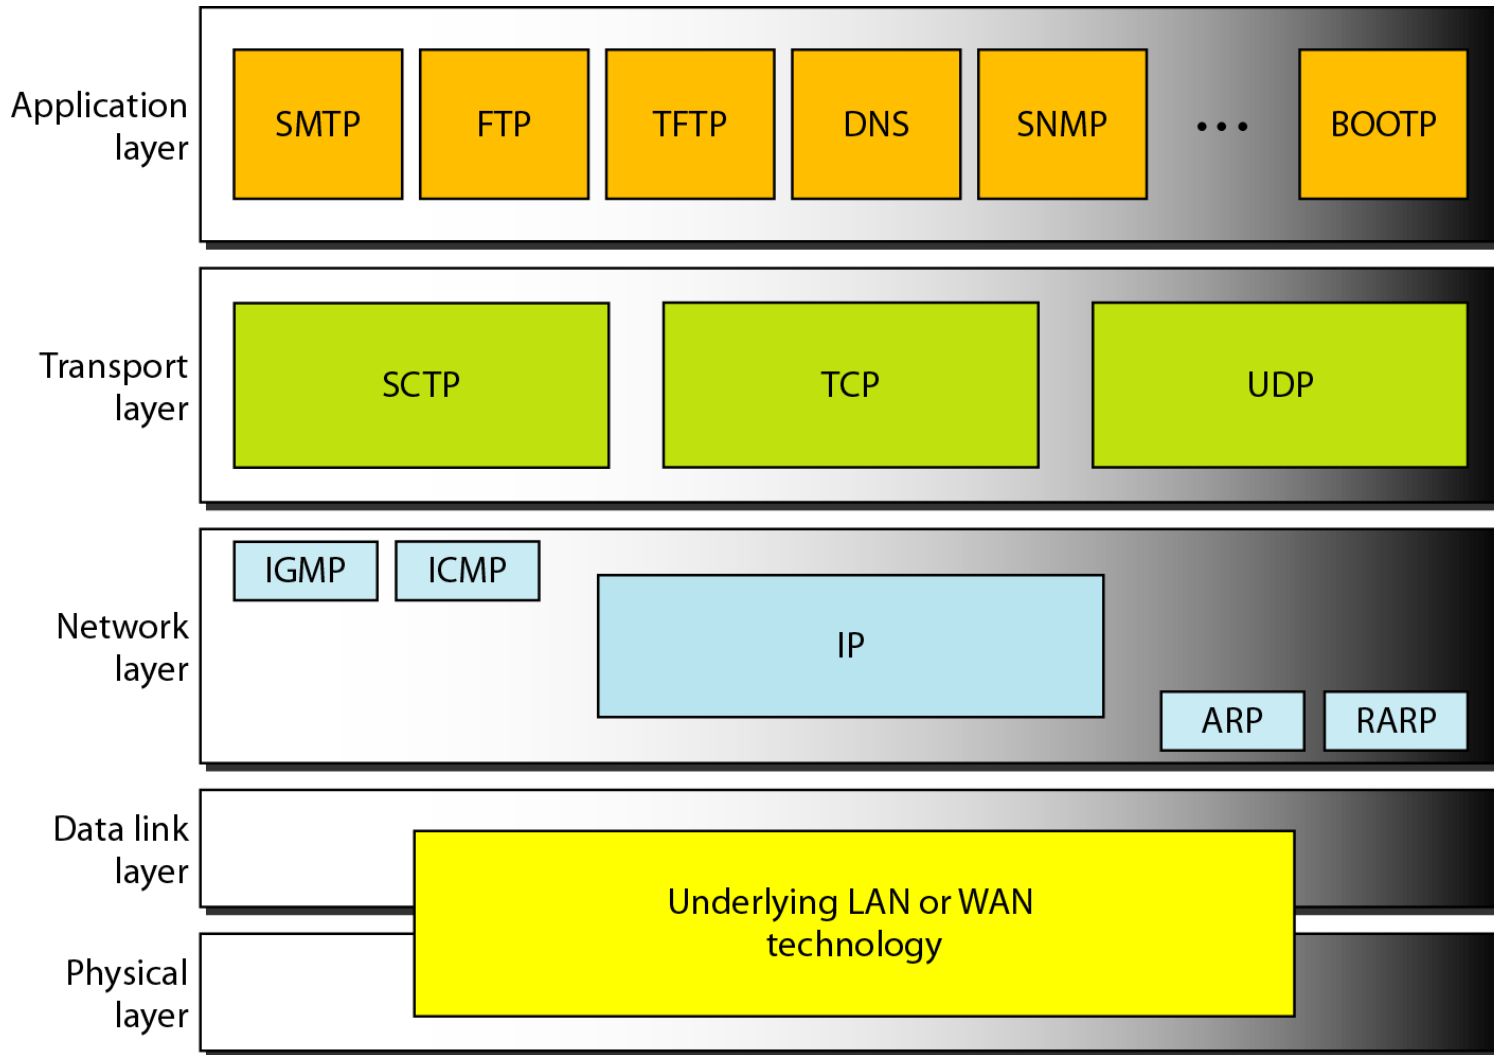 Application
layer
SMTP
FTP
TFTP
DNS
SNMP
...
BOOTP
Transport
layer
SCTP
TCP
UDP
Network
layer
IGMP
ICMP
IP
ARP
RARP
Data link
layer
Underlying LAN or WAN
technology
Physical
layer